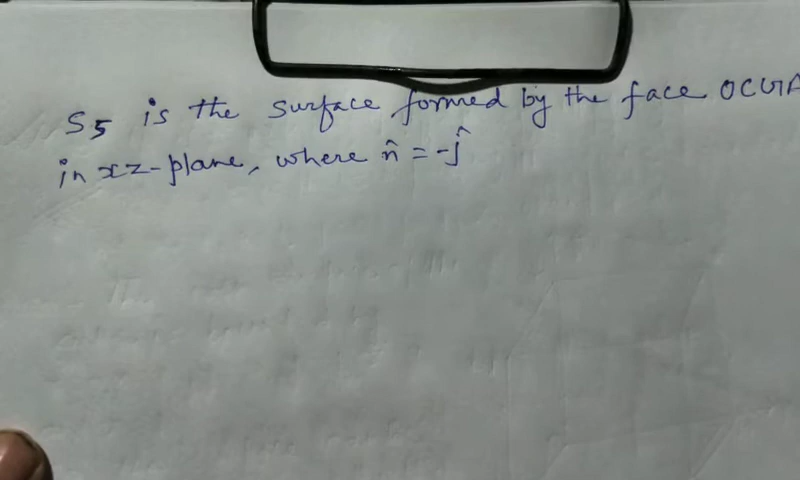 S5 is the surface formed by the face OCGA
in xz-plane, where n̂ = -ĵ